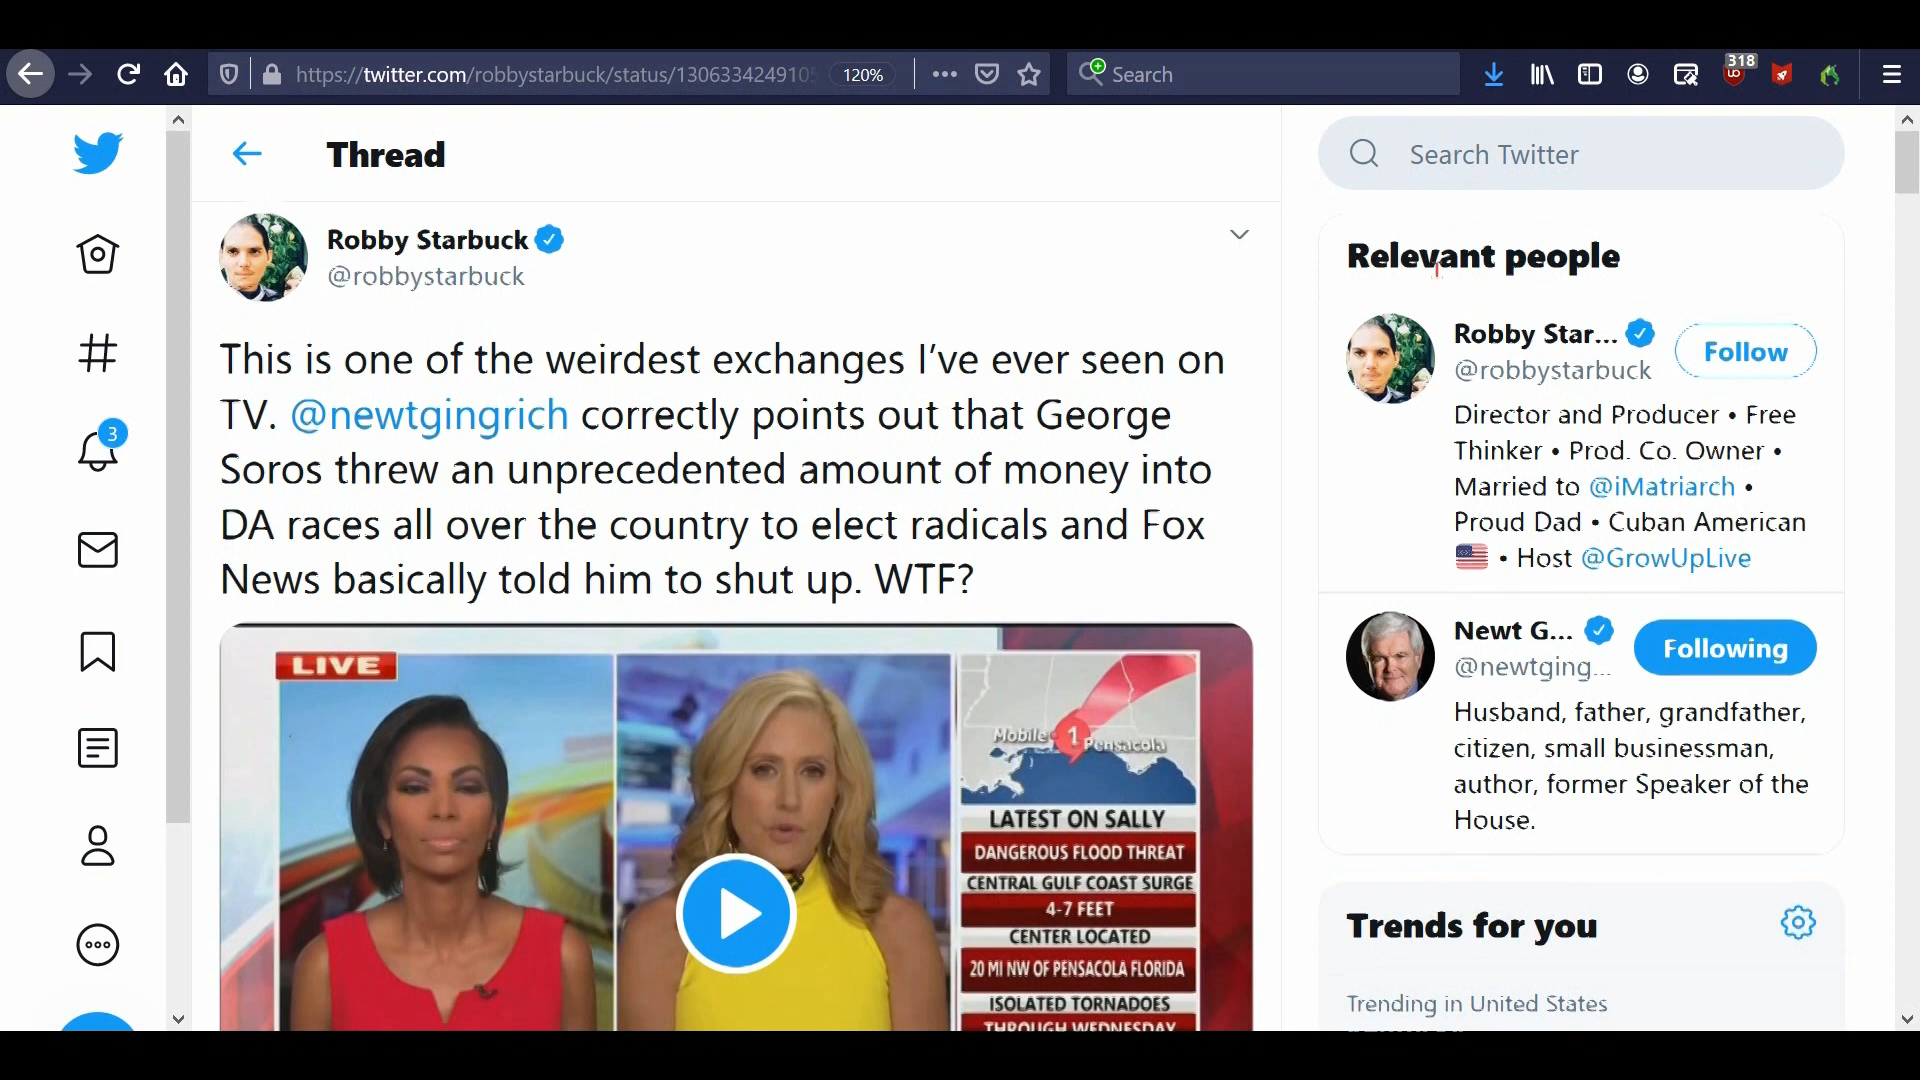 https://twitter.com/robbystarbuck/status/130633424910
120%
Search
318
Thread
Search Twitter
Robby Starbuck
@robbystarbuck
This is one of the weirdest exchanges I've ever seen on
TV. @newtgingrich correctly points out that George
Soros threw an unprecedented amount of money into
DA races all over the country to elect radicals and Fox
News basically told him to shut up. WTF?
3
LIVE
Mobile
1
Pensacola
LATEST ON SALLY
DANGEROUS FLOOD THREAT
CENTRAL GULF COAST SURGE
4-7 FEET
CENTER LOCATED
20 MI NW OF PENSACOLA FLORIDA
ISOLATED TORNADOES
THROUGH WEDNESDAY
Relevant people
Robby Star...
@robbystarbuck
Follow
Director and Producer • Free
Thinker • Prod. Co. Owner •
Married to @iMatriarch •
Proud Dad • Cuban American
• Host @GrowUpLive
Newt G...
@newtging...
Following
Husband, father, grandfather,
citizen, small businessman,
author, former Speaker of the
House.
Trends for you
Trending in United States